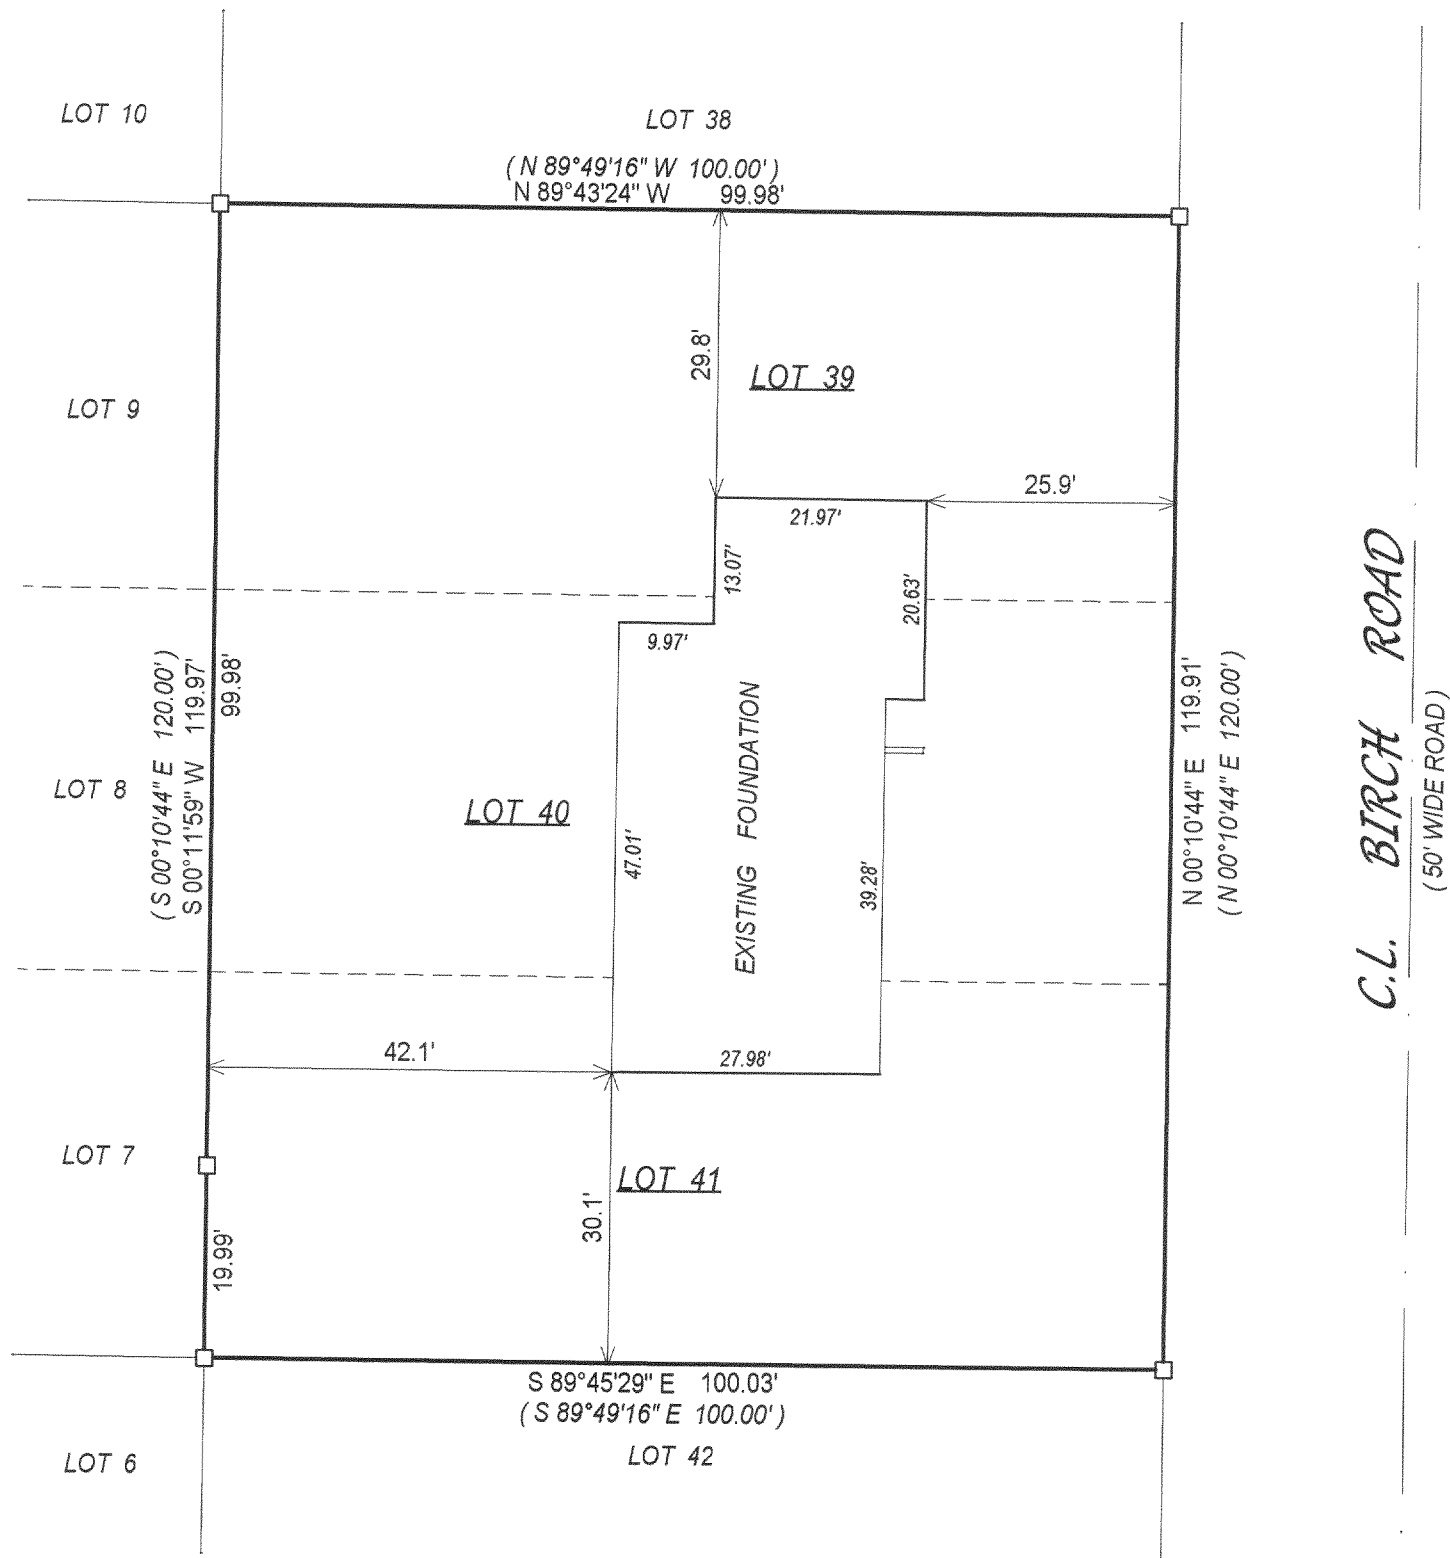 LOT 10
LOT 38
( N 89°49'16" W 100.00' )
N 89°43'24" W 99.98'
29.8'
LOT 39
LOT 9
25.9'
21.97'
13.07'
20.63'
9.97'
( S 00°10'44" E 120.00' )
S 00°11'59" W 119.97'
99.98'
LOT 8
LOT 40
47.01'
EXISTING FOUNDATION
39.28'
N 00°10'44" E 119.91'
( N 00°10'44" E 120.00' )
C.L. BIRCH ROAD
( 50' WIDE ROAD )
42.1'
27.98'
LOT 7
LOT 41
30.1'
19.99'
S 89°45'29" E 100.03'
( S 89°49'16" E 100.00' )
LOT 42
LOT 6